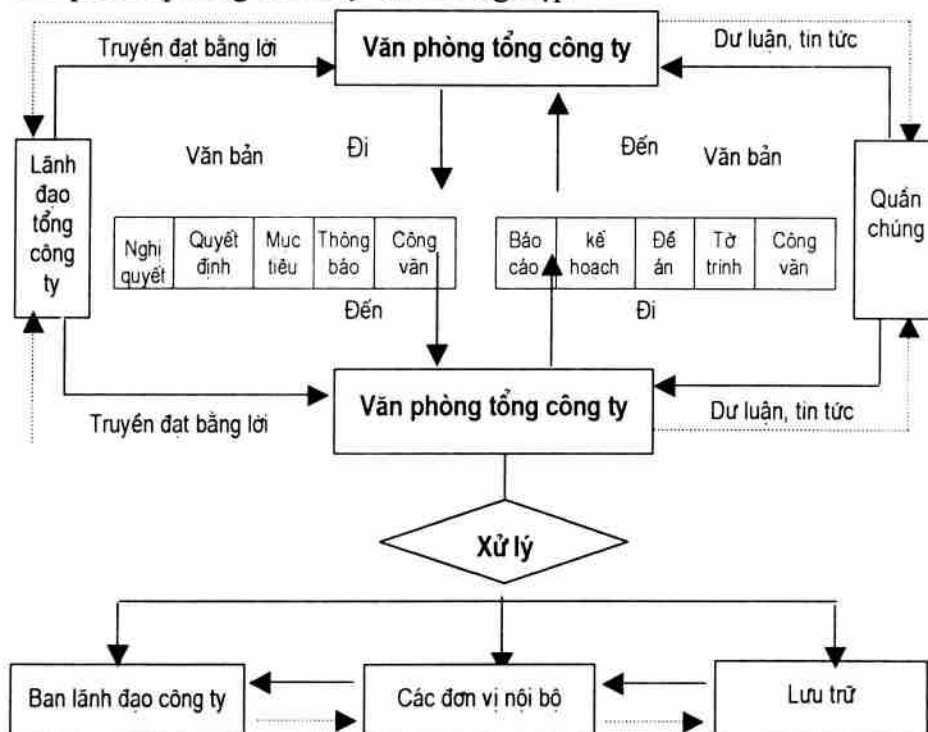 Văn phòng tổng công ty
Truyền đạt bằng lời
Dư luận, tin tức
Lãnh
đạo
tổng
công
ty
Văn bản
Đi
Đến
Văn bản
Quần
chúng
Nghị
quyết
Quyết
định
Mục
tiêu
Thông
báo
Công
văn
Báo
cáo
kế
hoạch
Đề
án
Tờ
trình
Công
văn
Đến
Đi
Văn phòng tổng công ty
Truyền đạt bằng lời
Dư luận, tin tức
Xử lý
Ban lãnh đạo công ty
Các đơn vị nội bộ
Lưu trữ